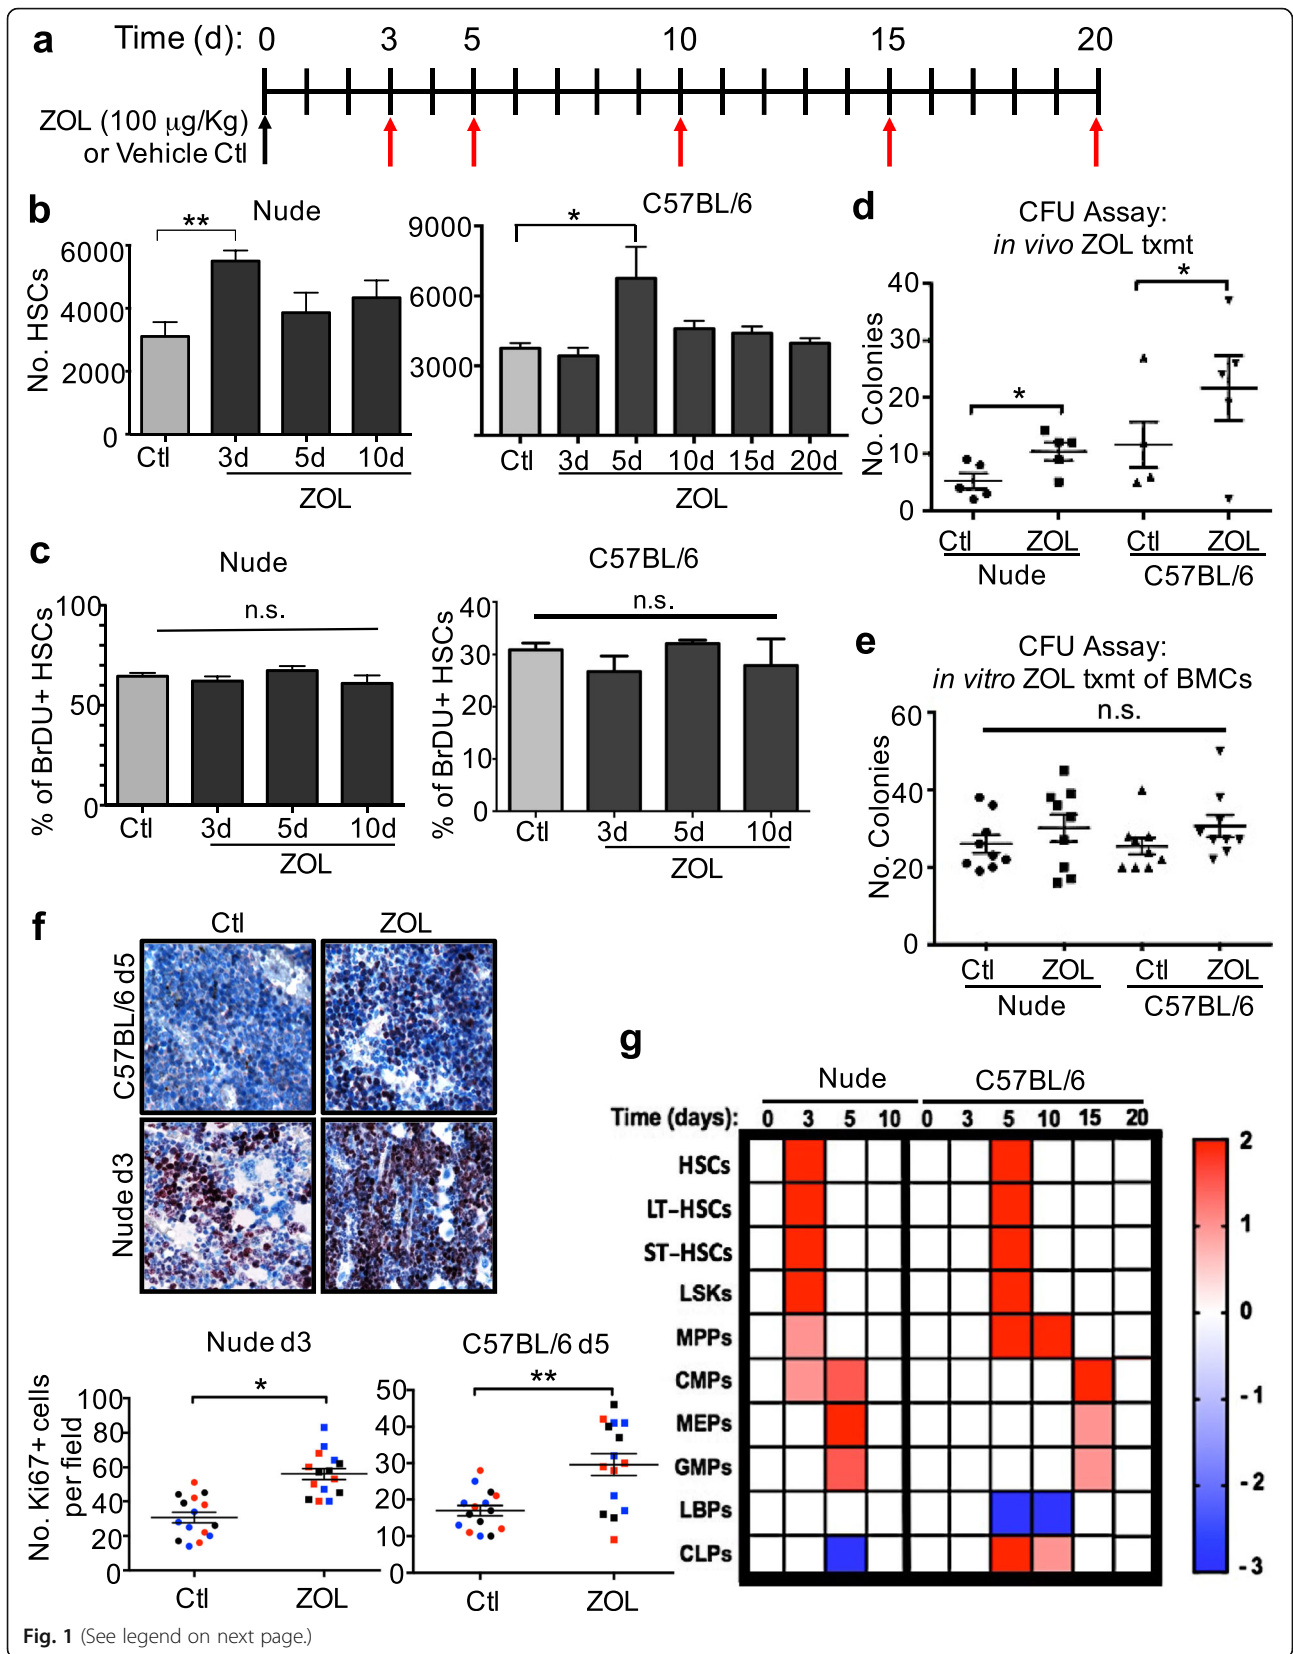 a
Time (d): 0 3 5 10 15 20
ZOL (100 µg/Kg)
or Vehicle Ctl
b
Nude
**
No. HSCs
6000
4000
2000
0
Ctl 3d 5d 10d
ZOL
C57BL/6
*
9000
6000
3000
Ctl 3d 5d 10d 15d 20d
ZOL
c
Nude
n.s.
% of BrDU+ HSCs
100
50
0
Ctl 3d 5d 10d
ZOL
C57BL/6
n.s.
% of BrDU+ HSCs
40
30
20
10
0
Ctl 3d 5d 10d
ZOL
d
CFU Assay:
in vivo ZOL txmt
No. Colonies
40
30
20
10
0
*
*
Ctl ZOL Ctl ZOL
Nude C57BL/6
e
CFU Assay:
in vitro ZOL txmt of BMCs
n.s.
No. Colonies
60
40
20
0
Ctl ZOL Ctl ZOL
Nude C57BL/6
f
Ctl ZOL
C57BL/6 d5
Nude d3
Nude d3
*
No. Ki67+ cells
per field
100
80
60
40
20
0
Ctl ZOL
C57BL/6 d5
**
50
40
30
20
10
0
Ctl ZOL
g
Nude C57BL/6
Time (days): 0 3 5 10 0 3 5 10 15 20
HSCs
LT-HSCs
ST-HSCs
LSKs
MPPs
CMPs
MEPs
GMPs
LBPs
CLPs
2
1
0
-1
-2
-3
Fig. 1 (See legend on next page.)